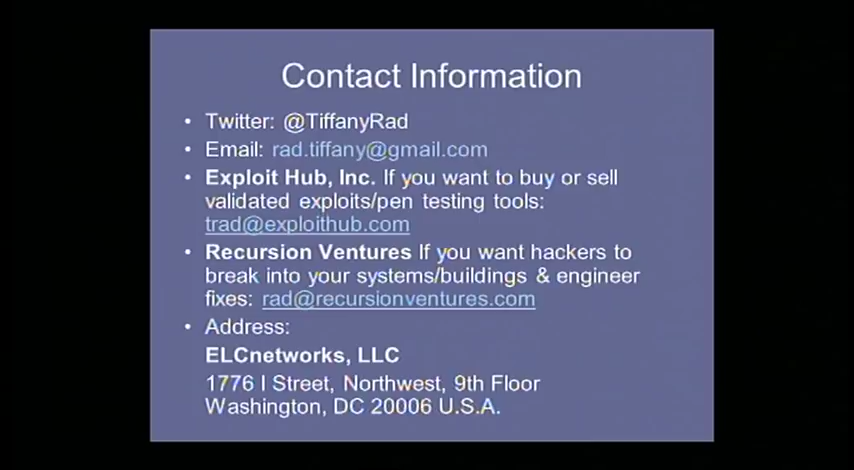 Contact Information
• Twitter: @TiffanyRad
• Email: rad.tiffany@gmail.com
• Exploit Hub, Inc. If you want to buy or sell
validated exploits/pen testing tools:
trad@exploithub.com
• Recursion Ventures If you want hackers to
break into your systems/buildings & engineer
fixes: rad@recursionventures.com
• Address:
ELCnetworks, LLC
1776 I Street, Northwest, 9th Floor
Washington, DC 20006 U.S.A.